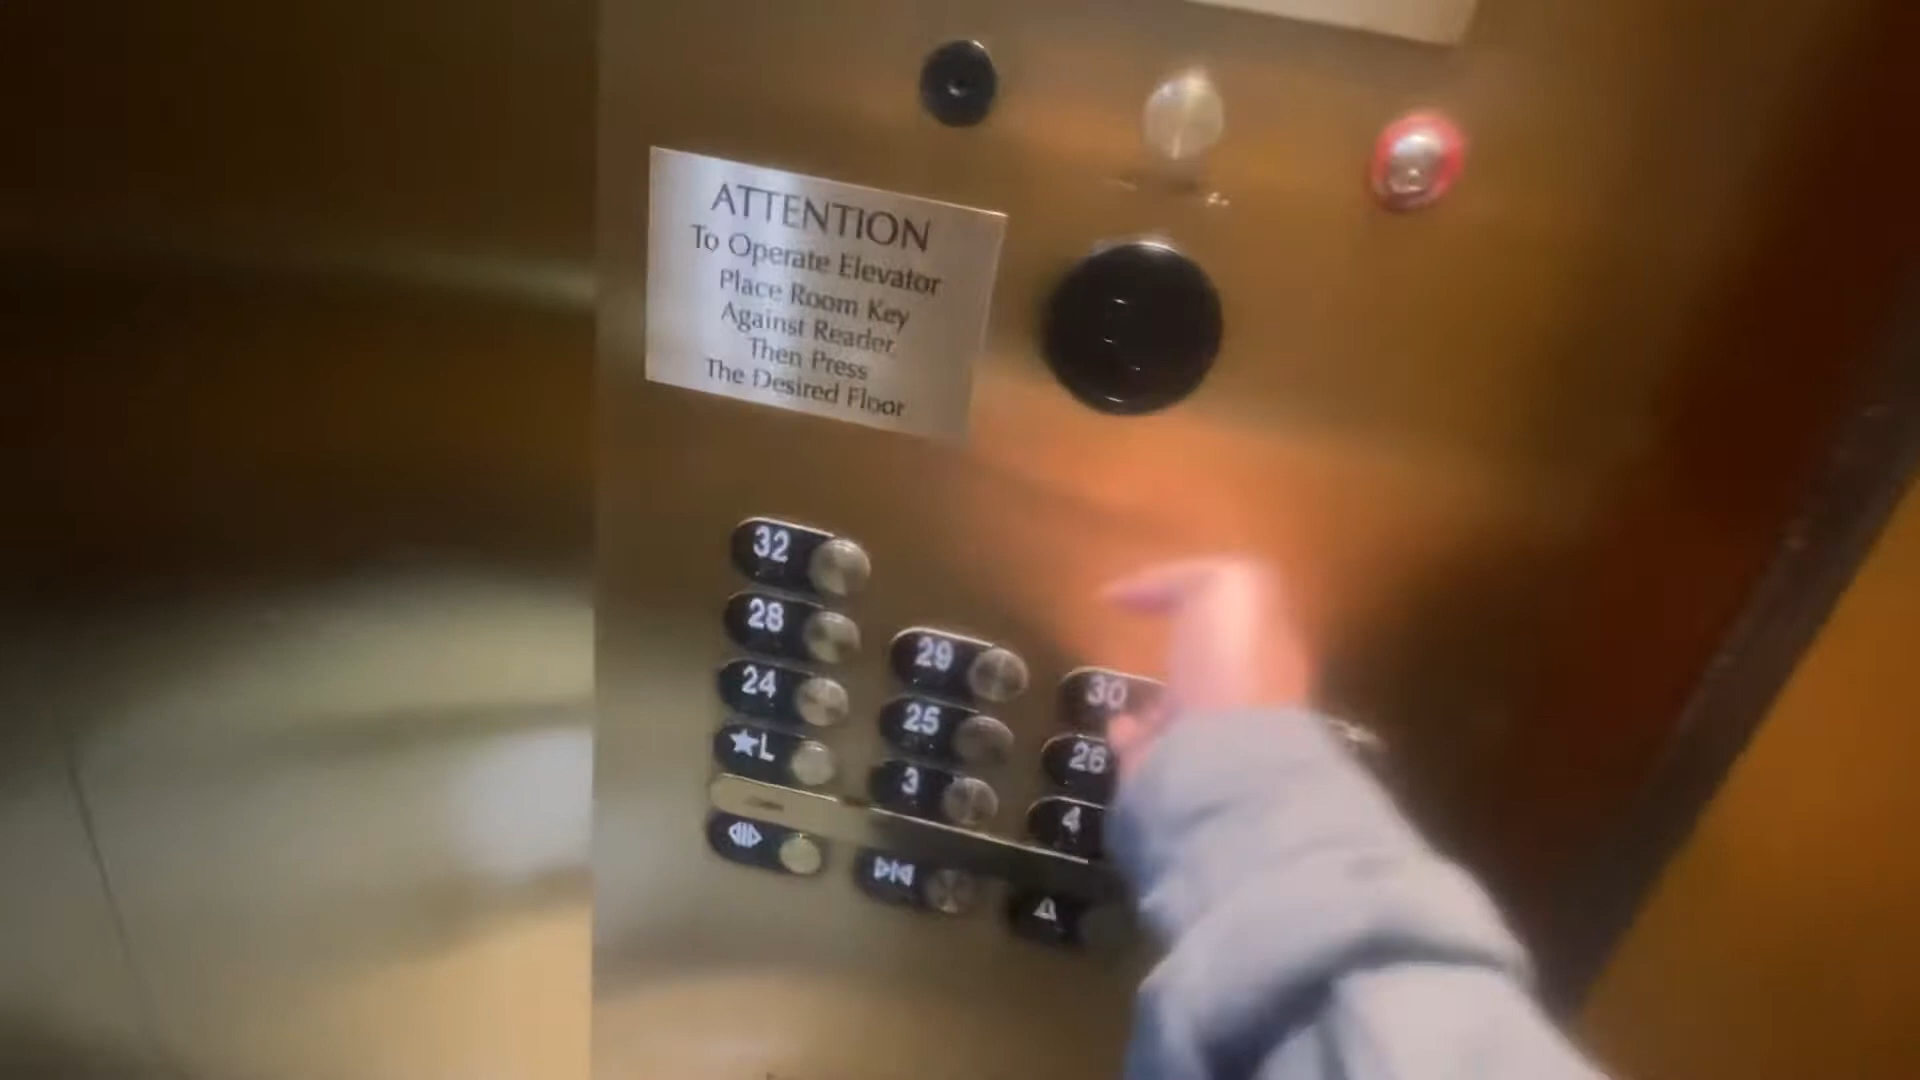 ATTENTION
To Operate Elevator
Place Room Key
Against Reader
Then Press
The Desired Floor
32
28 29 30
24 25 26
★L 3 4